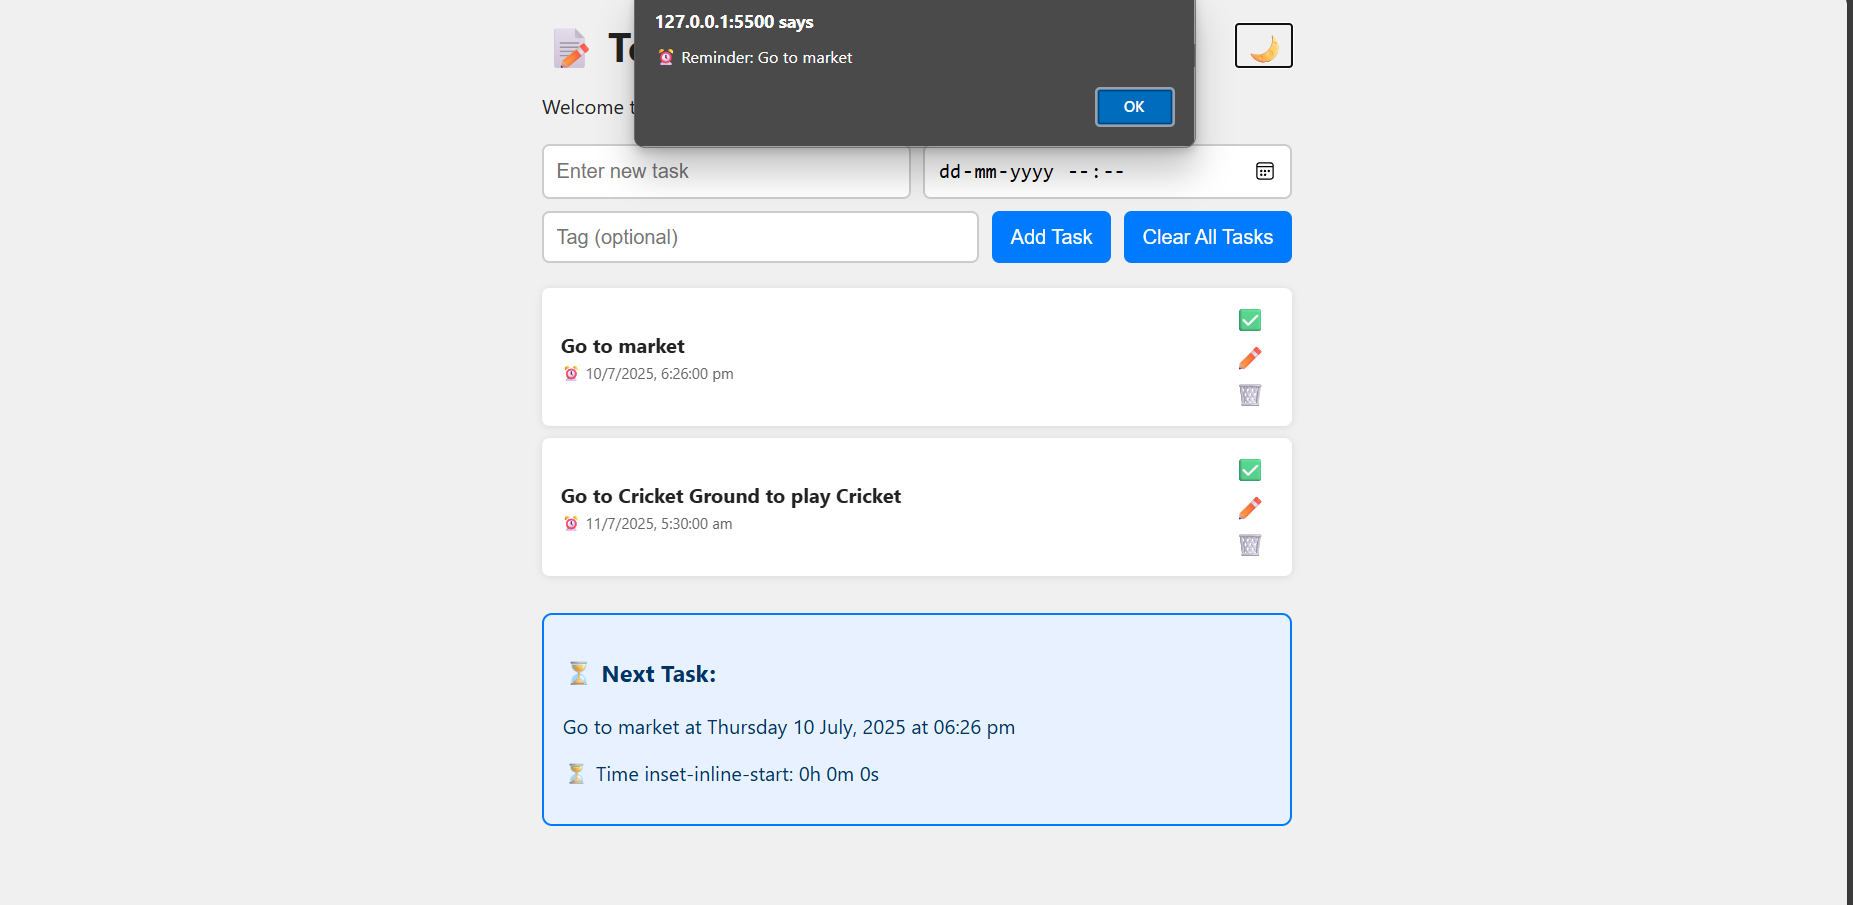 127.0.0.1:5500 says
⏰ Reminder: Go to market
OK
Welcome
Enter new task
dd-mm-yyyy --:--
Tag (optional)
Add Task
Clear All Tasks
Go to market
⏰ 10/7/2025, 6:26:00 pm
Go to Cricket Ground to play Cricket
⏰ 11/7/2025, 5:30:00 am
⏳ Next Task:
Go to market at Thursday 10 July, 2025 at 06:26 pm
⏳ Time inset-inline-start: 0h 0m 0s